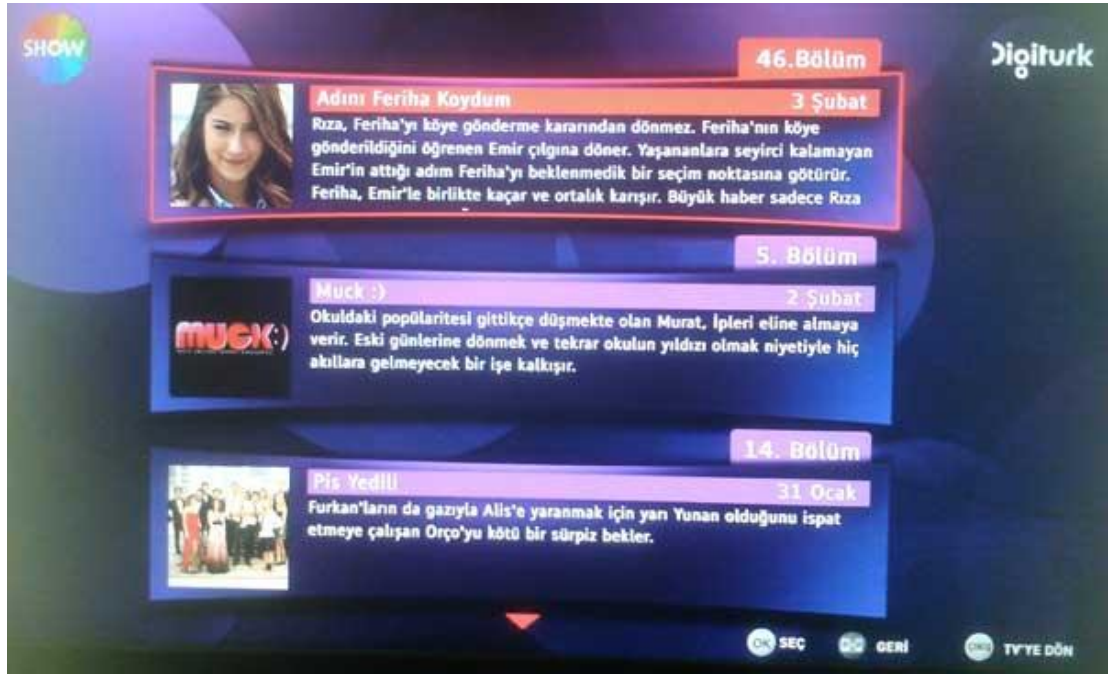 SHOW
Digiturk
46.Bölüm
Adını Feriha Koydum 3 Şubat
Rıza, Feriha'yı köye gönderme kararından dönmez. Feriha'nın köye
gönderildiğini öğrenen Emir çılgına döner. Yaşananlara seyirci kalamayan
Emir'in attığı adım Feriha'yı beklenmedik bir seçim noktasına götürür.
Feriha, Emir'le birlikte kaçar ve ortalık karışır. Büyük haber sadece Rıza
5. Bölüm
Muck :) 2 Şubat
MUCK:)
Okuldaki popülaritesi gittikçe düşmekte olan Murat, İpleri eline almaya
verir. Eski günlerine dönmek ve tekrar okulun yıldızı olmak niyetiyle hiç
akıllara gelmeyecek bir işe kalkışır.
14. Bölüm
Pis Yedili 31 Ocak
Furkan'ların da gazıyla Alis'e yaranmak için yarı Yunan olduğunu ispat
etmeye çalışan Orço'yu kötü bir sürpiz bekler.
OK SEÇ GERİ TV'YE DÖN